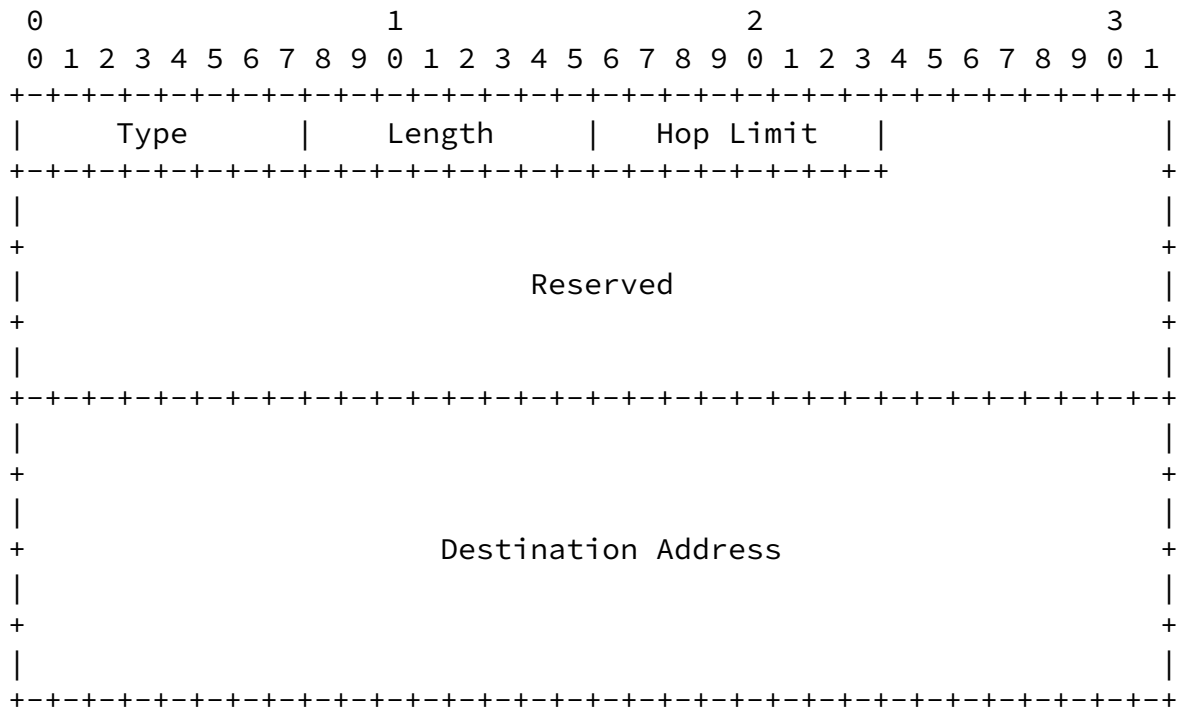 0                   1                   2                   3
0 1 2 3 4 5 6 7 8 9 0 1 2 3 4 5 6 7 8 9 0 1 2 3 4 5 6 7 8 9 0 1
+-+-+-+-+-+-+-+-+-+-+-+-+-+-+-+-+-+-+-+-+-+-+-+-+-+-+-+-+-+-+-+-+
|     Type      |    Length     |   Hop Limit   |               |
+-+-+-+-+-+-+-+-+-+-+-+-+-+-+-+-+-+-+-+-+-+-+-+-+               +
|                                                               |
+                                                               +
|                            Reserved                           |
+                                                               +
|                                                               |
+-+-+-+-+-+-+-+-+-+-+-+-+-+-+-+-+-+-+-+-+-+-+-+-+-+-+-+-+-+-+-+-+
|                                                               |
+                                                               +
|                                                               |
+                       Destination Address                     +
|                                                               |
+                                                               +
|                                                               |
+-+-+-+-+-+-+-+-+-+-+-+-+-+-+-+-+-+-+-+-+-+-+-+-+-+-+-+-+-+-+-+-+